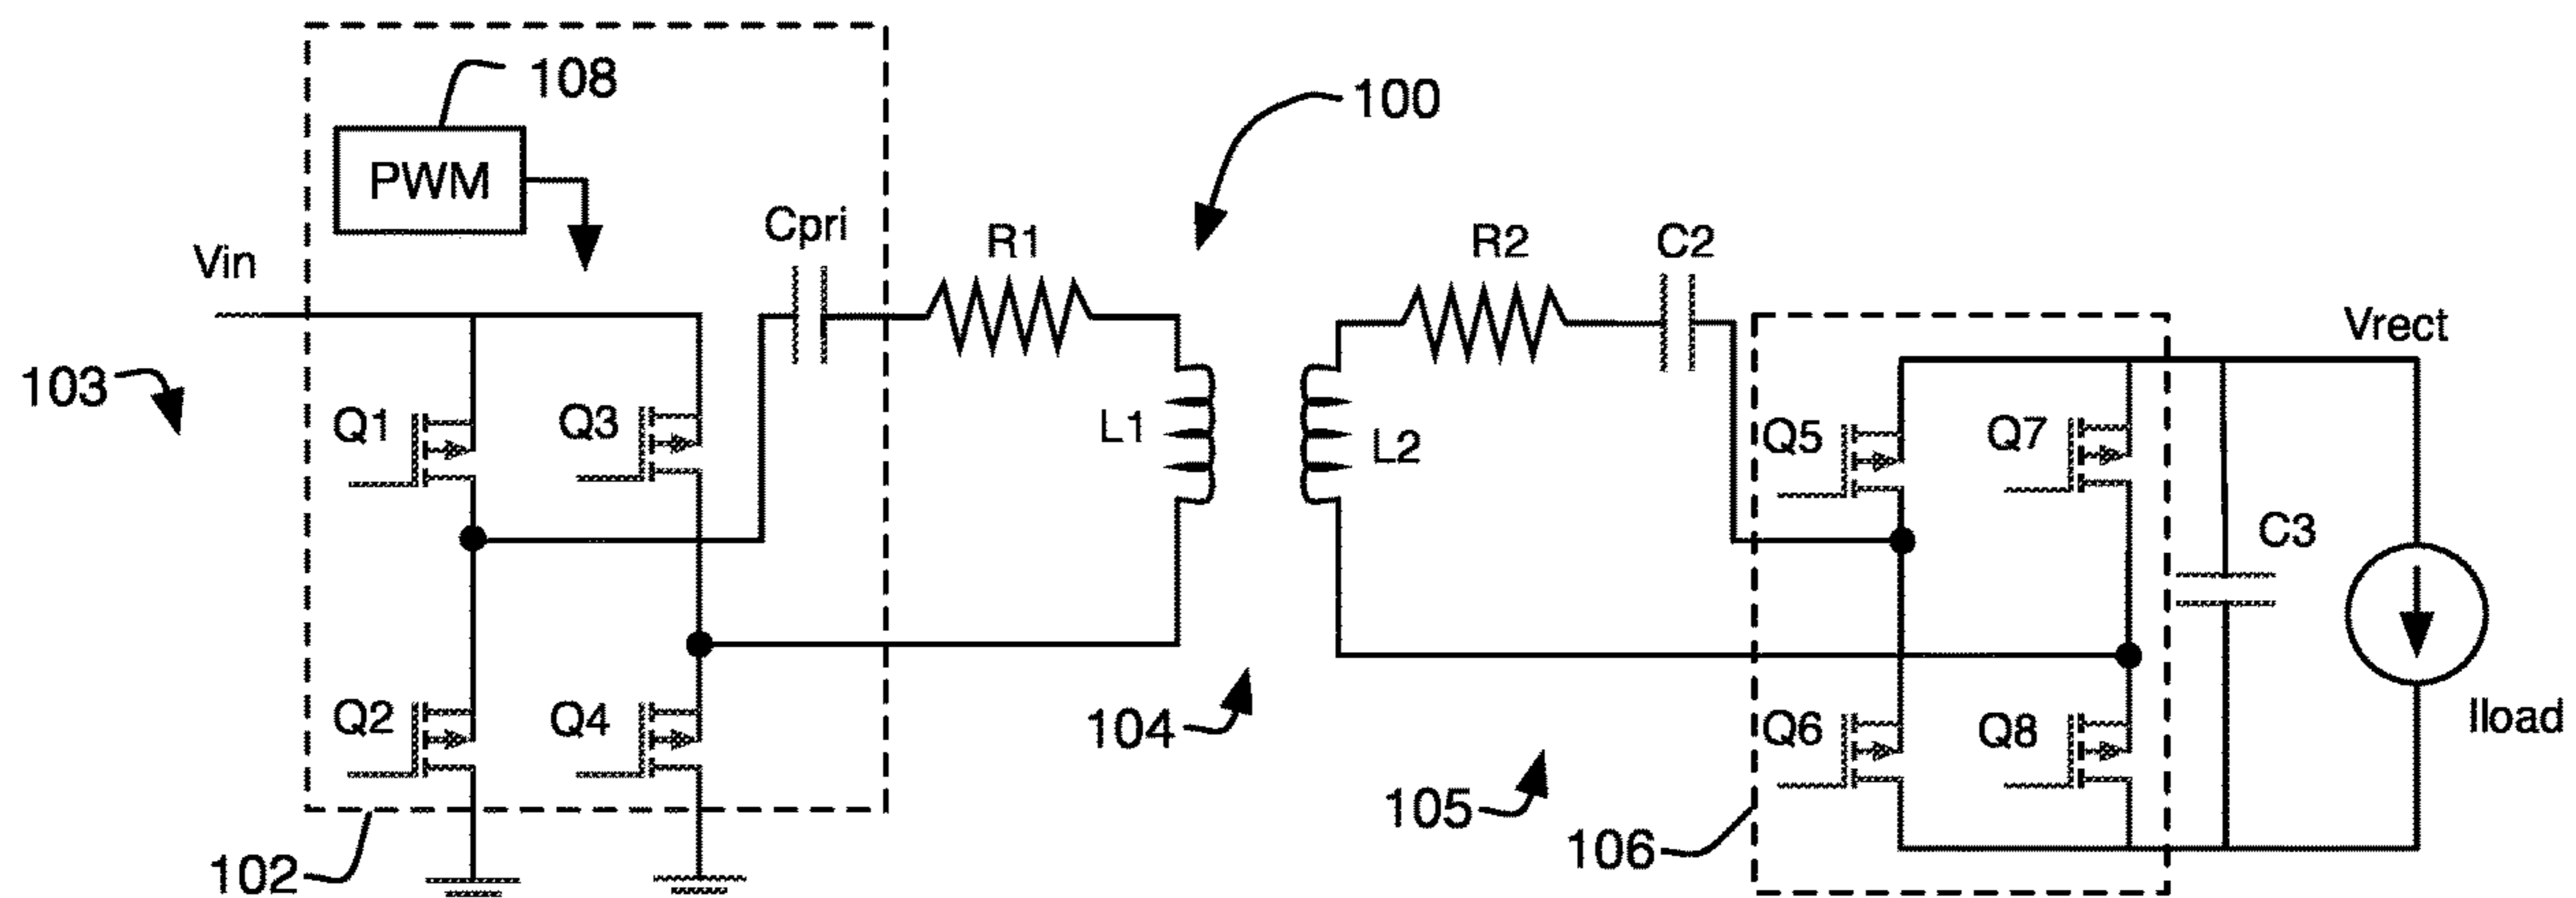 108
100
PWM
Cpri
R1
R2
C2
Vin
Vrect
103
Q1
Q3
L1
L2
Q5
Q7
C3
Q2
Q4
104
Q6
Q8
Iload
105
106
102